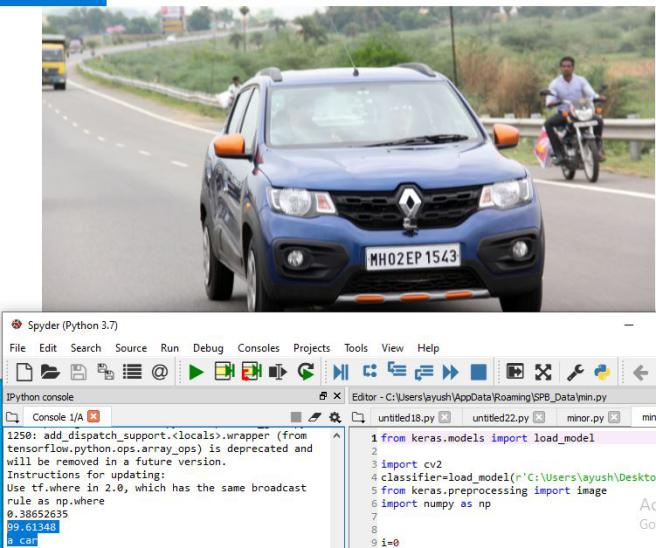 MH02EP1543
Spyder (Python 3.7)
File Edit Search Source Run Debug Consoles Projects Tools View Help
IPython console
Editor - C:\Users\ayush\AppData\Roaming\SPB_Data\min.py
Console 1/A
untitled18.py untitled22.py minor.py min
1250: add_dispatch_support.<locals>.wrapper (from
tensorflow.python.ops.array_ops) is deprecated and
will be removed in a future version.
Instructions for updating:
Use tf.where in 2.0, which has the same broadcast
rule as np.where
0.38652635
99.61348
a car
1 from keras.models import load_model
2
3 import cv2
4 classifier=load_model(r'C:\Users\ayush\Deskto
5 from keras.preprocessing import image
6 import numpy as np
7
8
9 i=0
Ac
Go